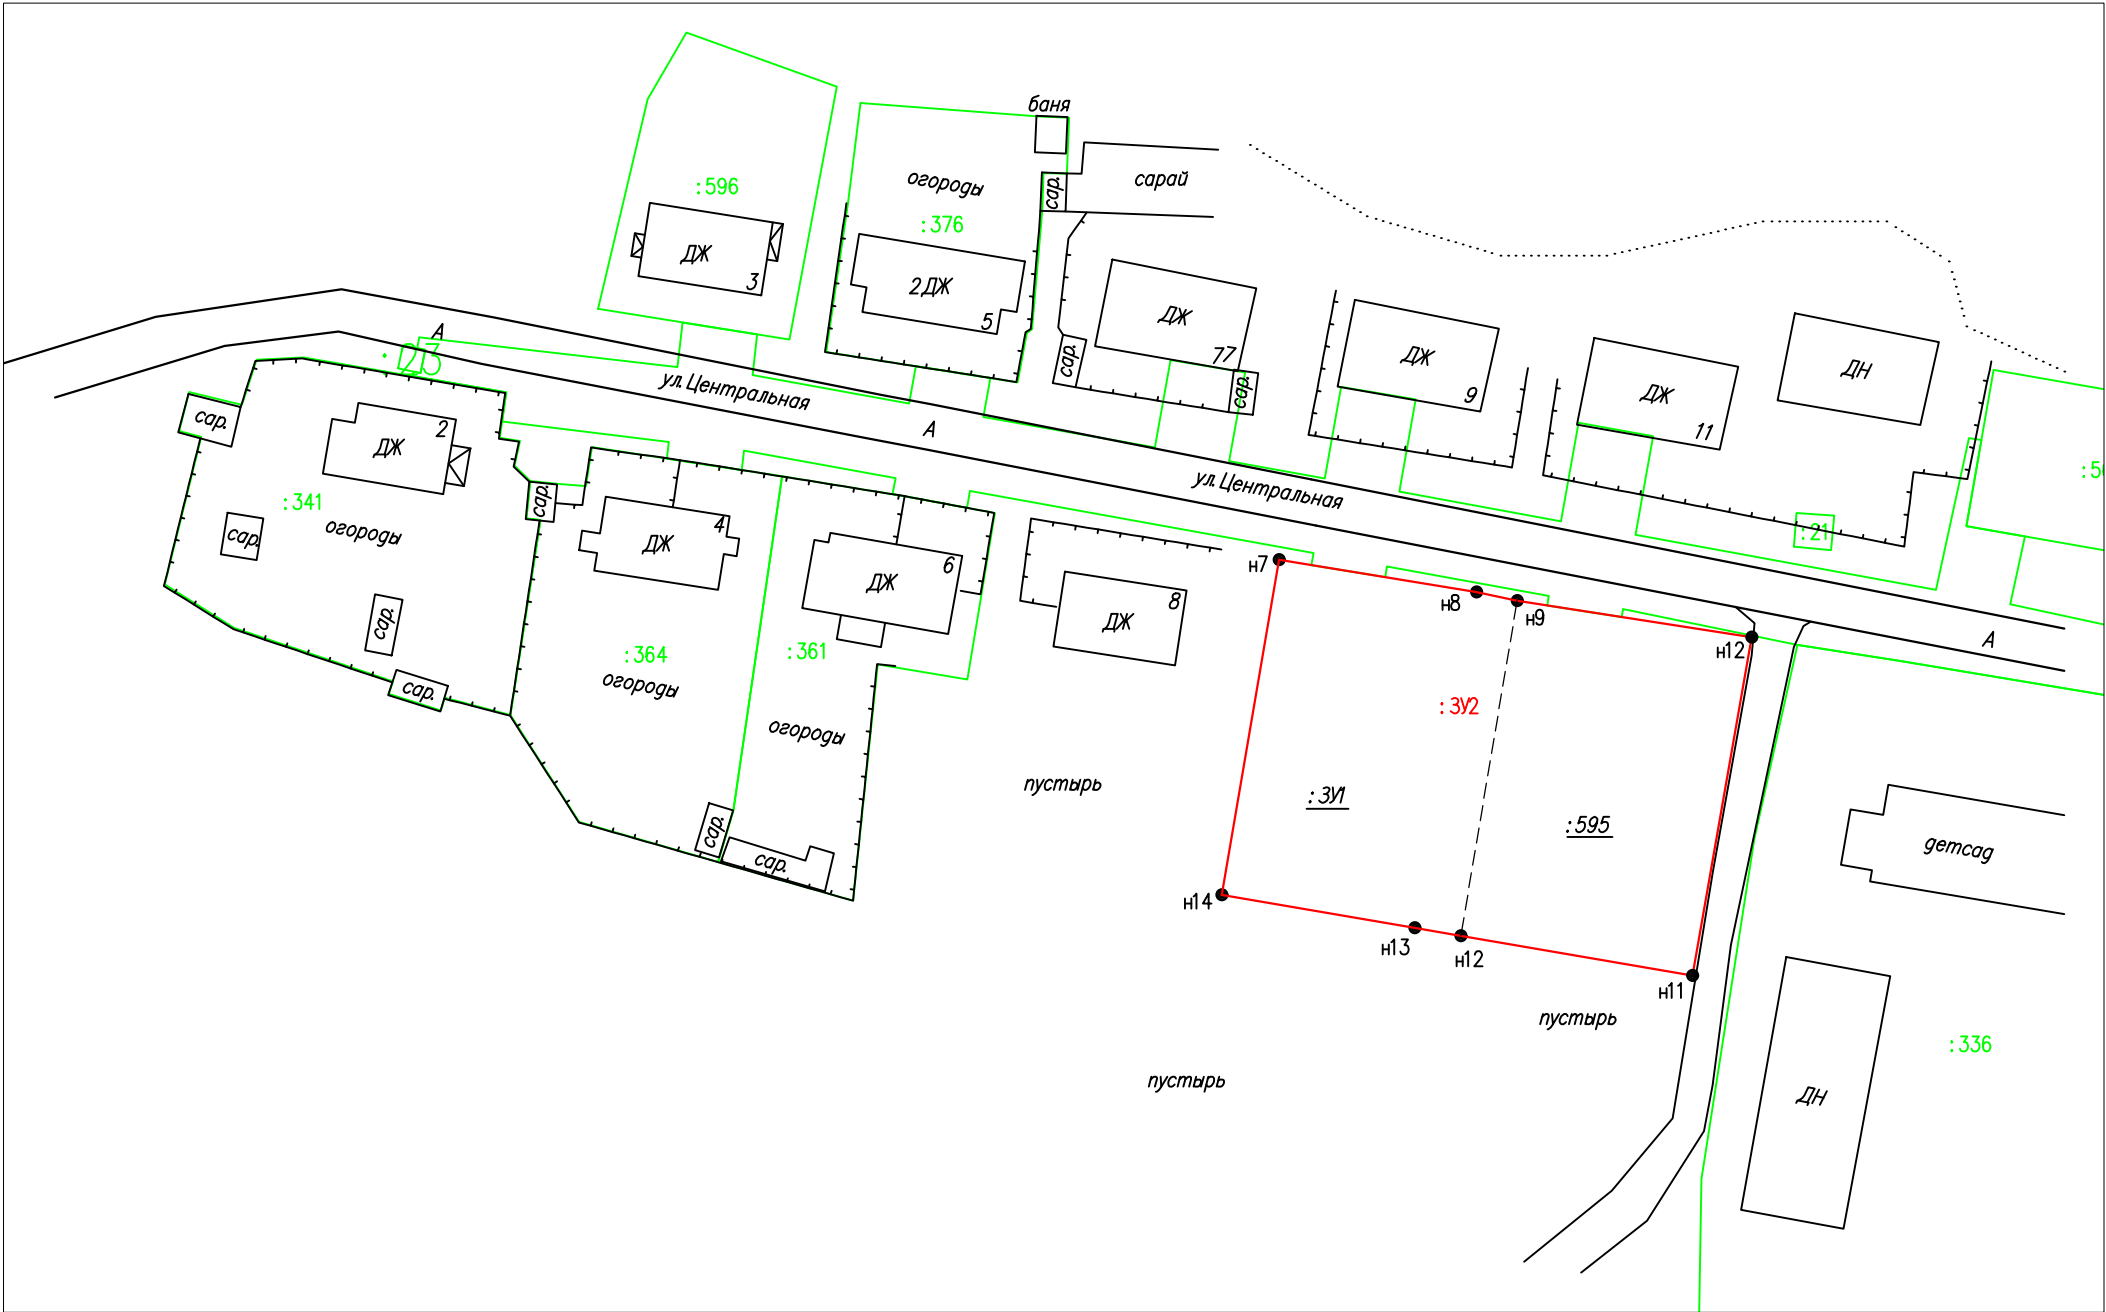 баня
сар.
сарай
огороды
:596
:376
ДЖ
3
2ДЖ
5
ДЖ
77
сар.
сар.
ДЖ
9
ДЖ
11
ДН
А
:23
ул.Центральная
А
ул.Центральная
:21
сар.
ДЖ
2
:341
огороды
сар.
сар.
сар.
сар.
4
ДЖ
:364
огороды
6
ДЖ
:361
огороды
сар.
сар.
8
ДЖ
пустырь
н7
н8
н9
н12
А
:ЗУ2
:ЗУ1
:595
н14
н13
н12
н11
пустырь
пустырь
детсад
:336
ДН